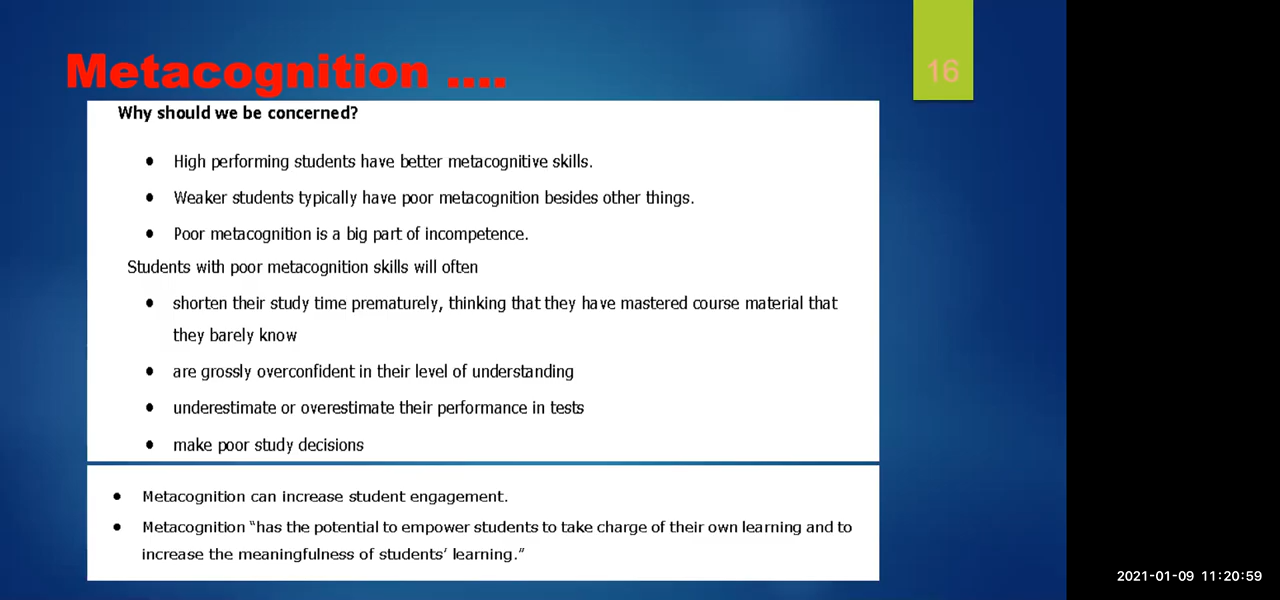 Metacognition ....
16
Why should we be concerned?
● High performing students have better metacognitive skills.
● Weaker students typically have poor metacognition besides other things.
● Poor metacognition is a big part of incompetence.
Students with poor metacognition skills will often
● shorten their study time prematurely, thinking that they have mastered course material that
they barely know
● are grossly overconfident in their level of understanding
● underestimate or overestimate their performance in tests
● make poor study decisions
● Metacognition can increase student engagement.
● Metacognition “has the potential to empower students to take charge of their own learning and to
increase the meaningfulness of students’ learning.”
2021-01-09 11:20:59